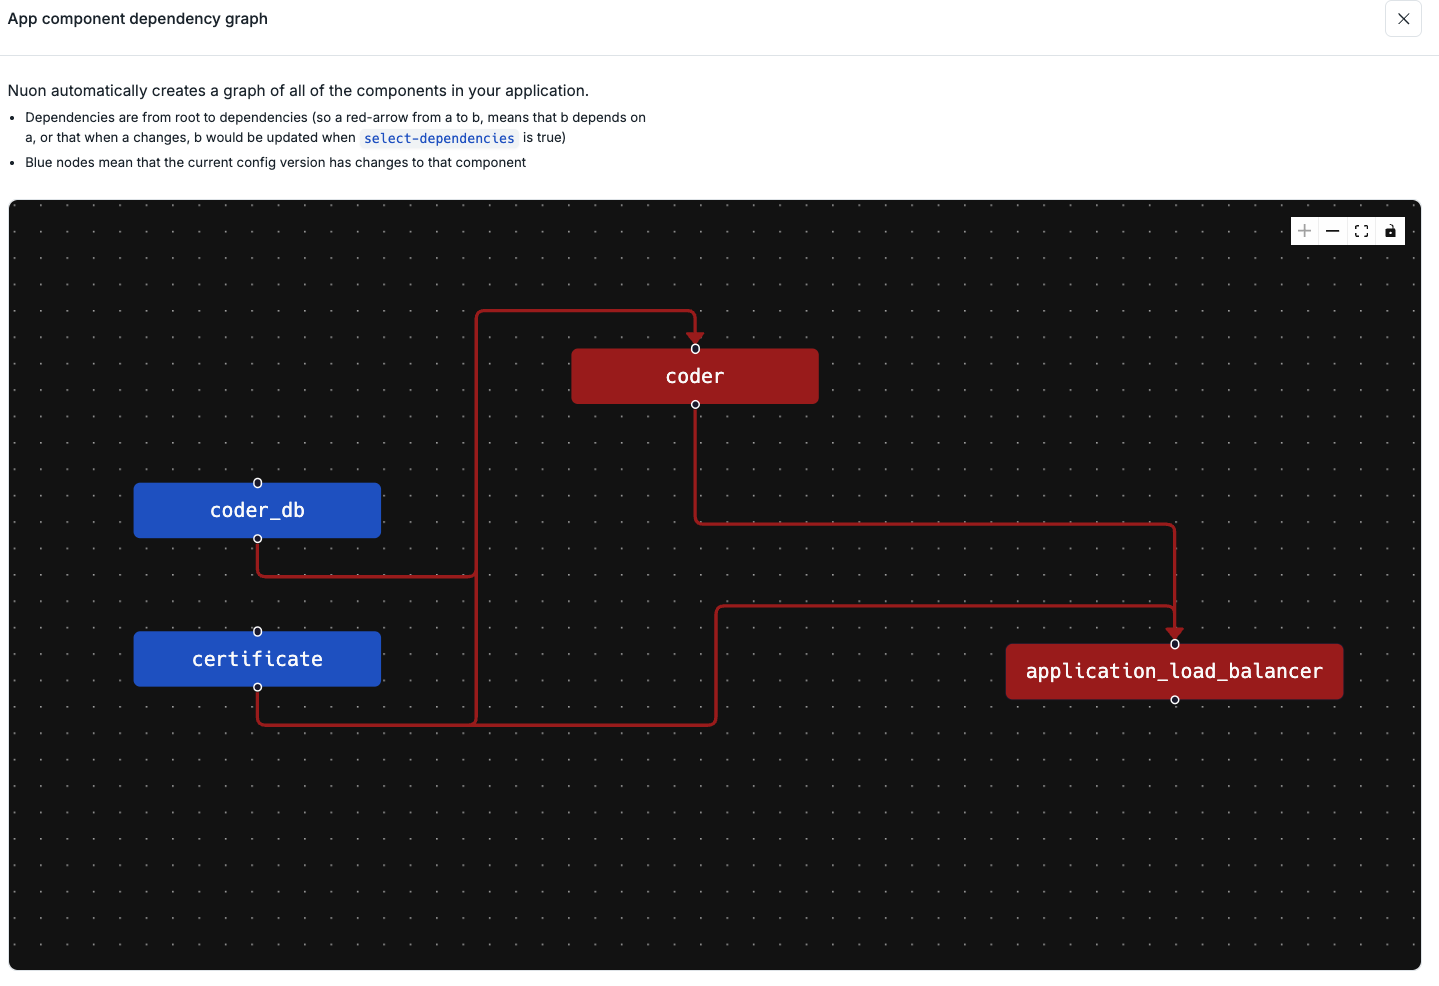 App component dependency graph
Nuon automatically creates a graph of all of the components in your application.
• Dependencies are from root to dependencies (so a red-arrow from a to b, means that b depends on
a, or that when a changes, b would be updated when select-dependencies is true)
• Blue nodes mean that the current config version has changes to that component
coder
coder_db
certificate
application_load_balancer